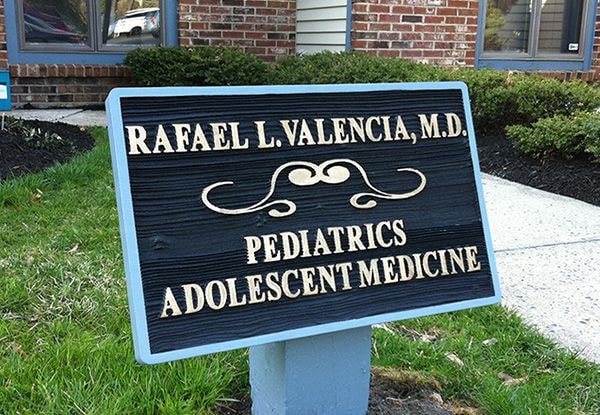 RAFAEL L. VALENCIA, M.D.
PEDIATRICS
ADOLESCENT MEDICINE